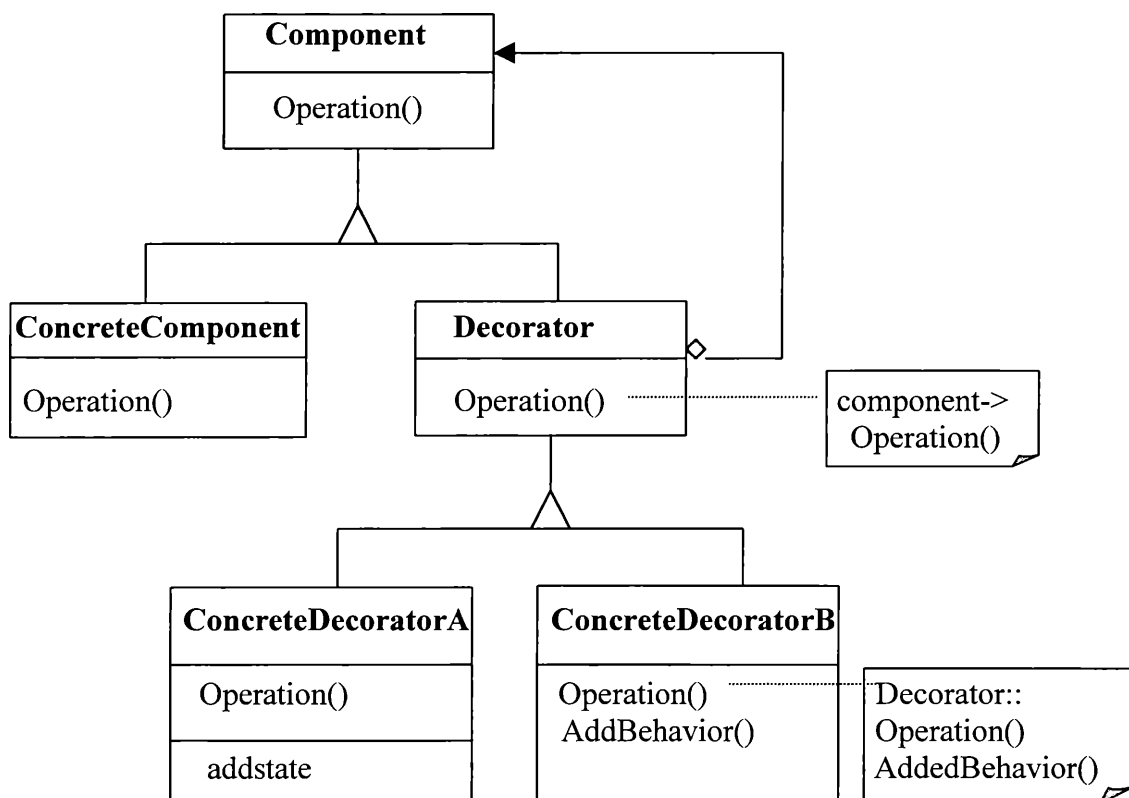 Component
Operation()
ConcreteComponent
Operation()
Decorator
Operation()
component->
Operation()
ConcreteDecoratorA
Operation()
addstate
ConcreteDecoratorB
Operation()
AddBehavior()
Decorator::
Operation()
AddedBehavior()